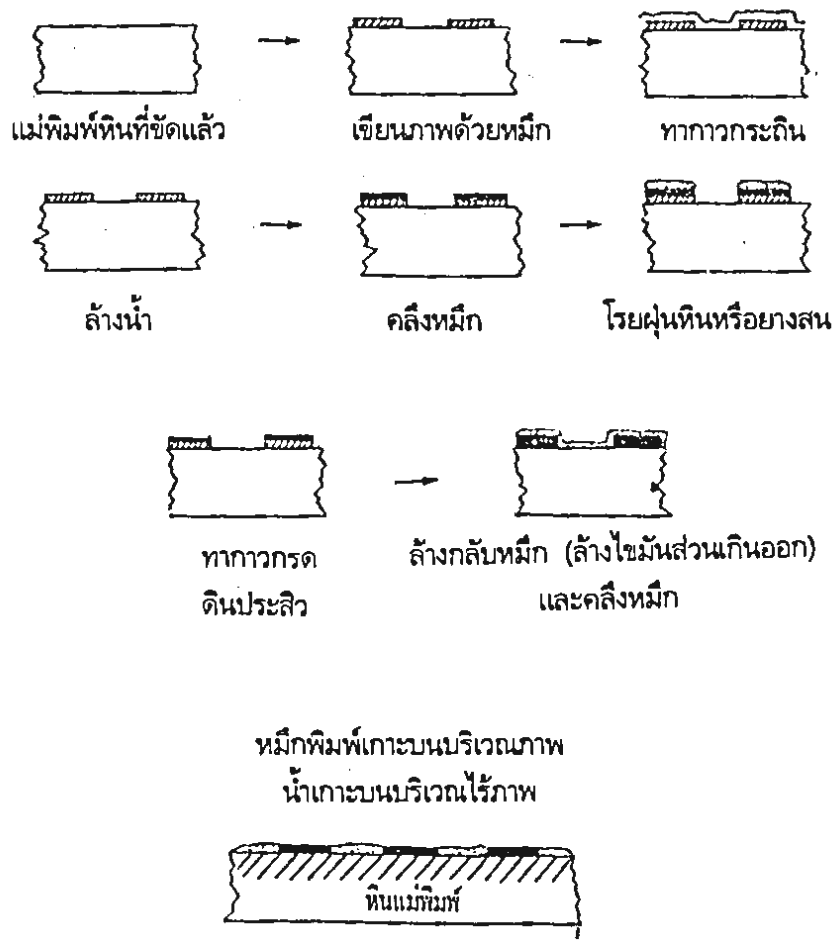 แม่พิมพ์หินที่ขัดแล้ว
เขียนภาพด้วยหมึก
ทากาวกระถิน
ล้างน้ำ
คลึงหมึก
โรยฝุ่นหินหรือยางสน
ทากาวกรด
ดินประสิว
ล้างกลับหมึก (ล้างไขมันส่วนเกินออก)
และคลึงหมึก
หมึกพิมพ์เกาะบนบริเวณภาพ
น้ำเกาะบนบริเวณไร้ภาพ
หินแม่พิมพ์